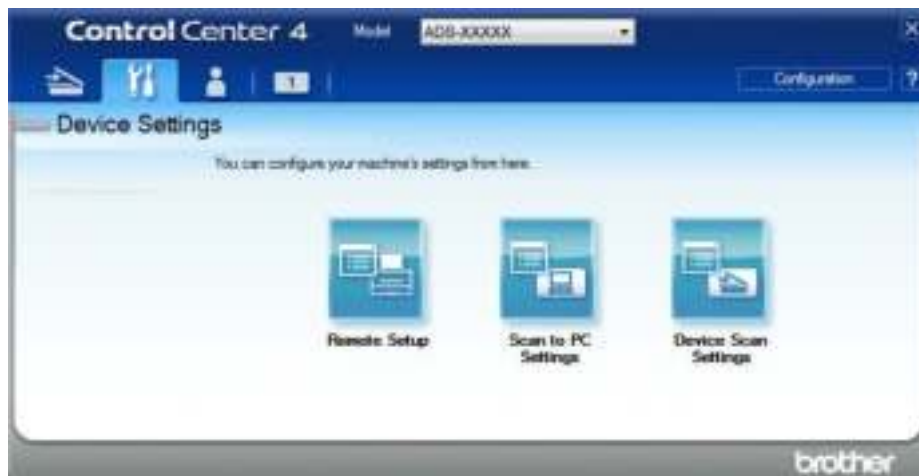 Control Center 4
Model
ADS-XXXXX
X
1
Configuration
?
Device Settings
You can configure your machine's settings from here.
Remote Setup
Scan to PC
Settings
Device Scan
Settings
brother